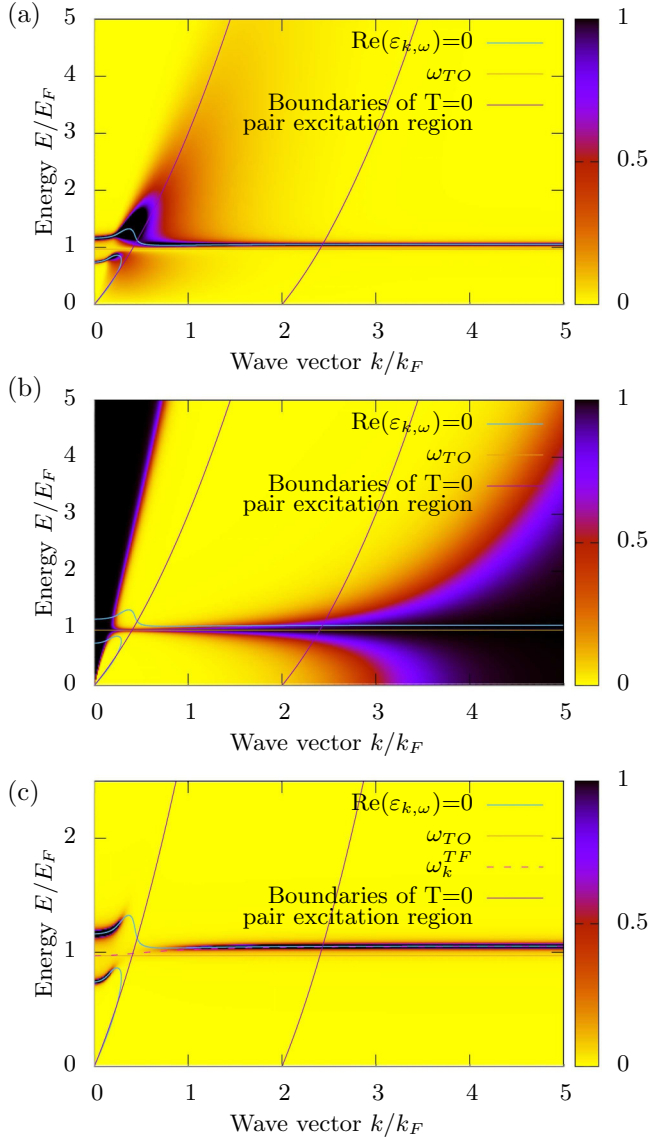 (a)
5
4
3
2
1
0
Energy E/E_F
Re(ε_{k,ω})=0
ω_{TO}
Boundaries of T=0
pair excitation region
1
0.5
0
0 1 2 3 4 5
Wave vector k/k_F
(b)
5
4
3
2
1
0
Energy E/E_F
Re(ε_{k,ω})=0
ω_{TO}
Boundaries of T=0
pair excitation region
1
0.5
0
0 1 2 3 4 5
Wave vector k/k_F
(c)
2
1
0
Energy E/E_F
Re(ε_{k,ω})=0
ω_{TO}
ω_k^{TF}
Boundaries of T=0
pair excitation region
1
0.5
0
0 1 2 3 4 5
Wave vector k/k_F